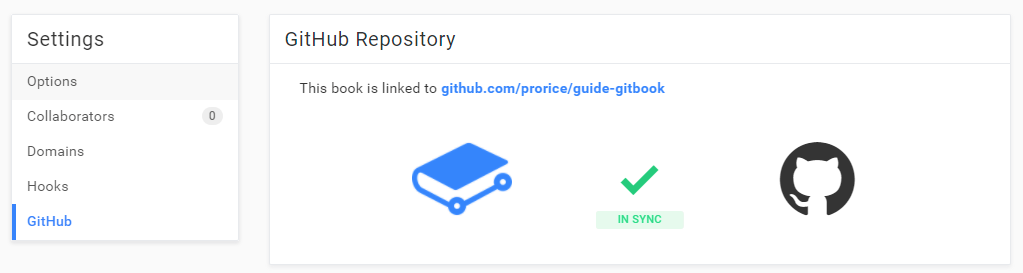 Settings
Options
Collaborators 0
Domains
Hooks
GitHub
GitHub Repository
This book is linked to github.com/prorice/guide-gitbook
IN SYNC